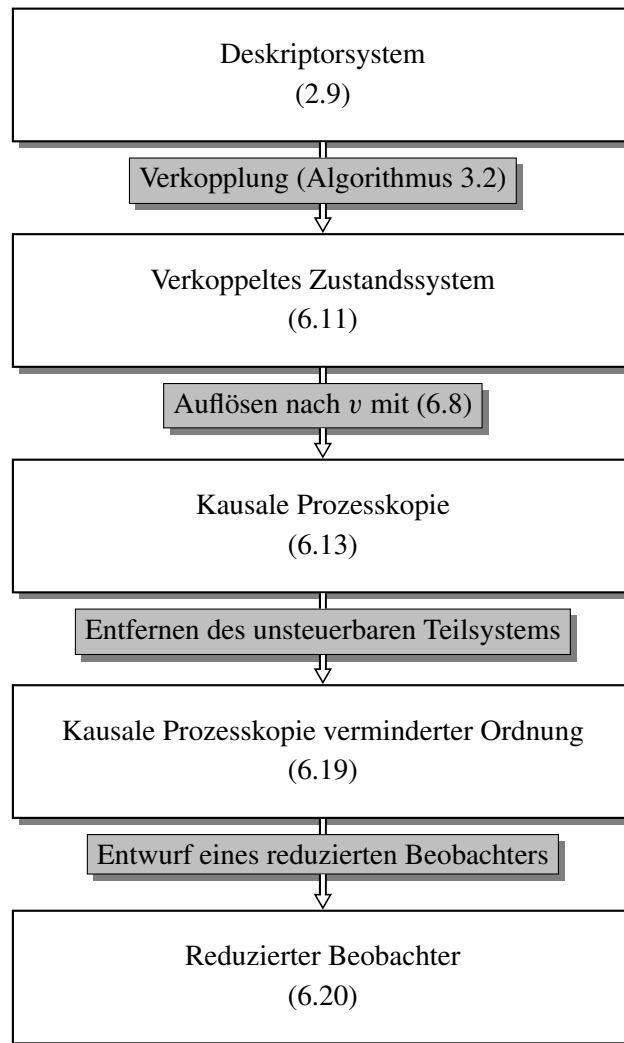 Deskriptorsystem
(2.9)
Verkopplung (Algorithmus 3.2)
Verkoppeltes Zustandssystem
(6.11)
Auflösen nach v mit (6.8)
Kausale Prozesskopie
(6.13)
Entfernen des unsteuerbaren Teilsystems
Kausale Prozesskopie verminderter Ordnung
(6.19)
Entwurf eines reduzierten Beobachters
Reduzierter Beobachter
(6.20)